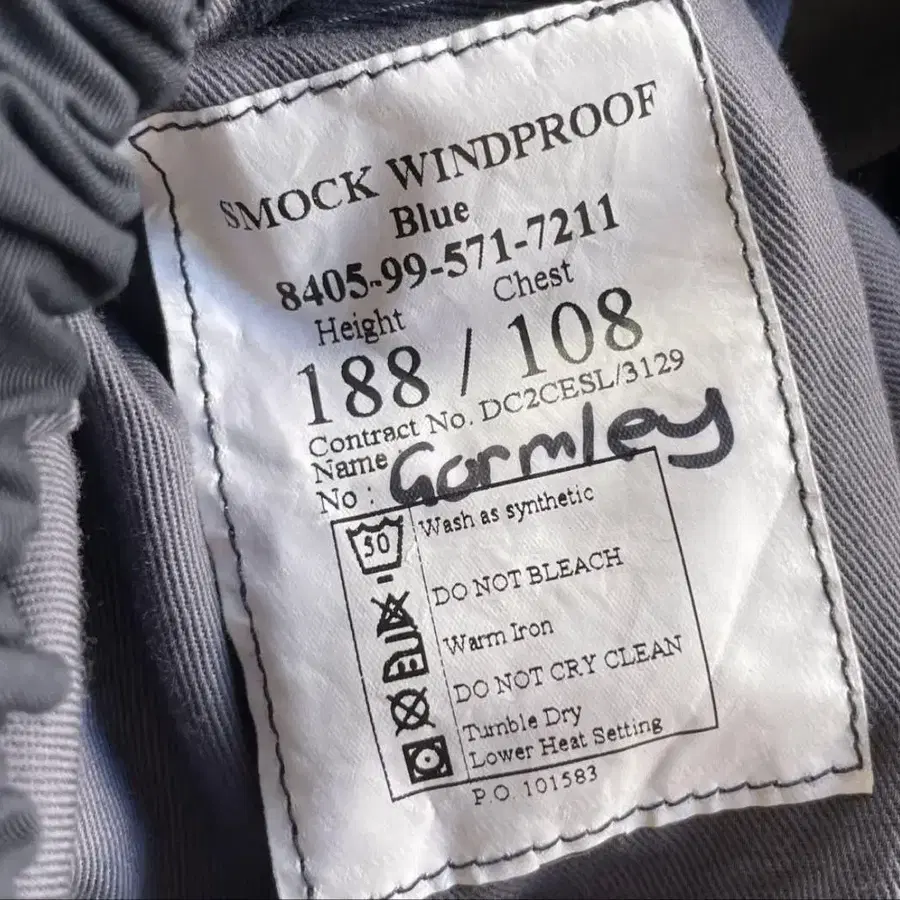 SMOCK WINDPROOF
Blue
8405-99-571-7211
Height Chest
188 / 108
Contract No. DC2CESL/3129
Name Gormley
No :
50 Wash as synthetic
DO NOT BLEACH
Warm Iron
DO NOT CRY CLEAN
Tumble Dry
Lower Heat Setting
P.O. 101583